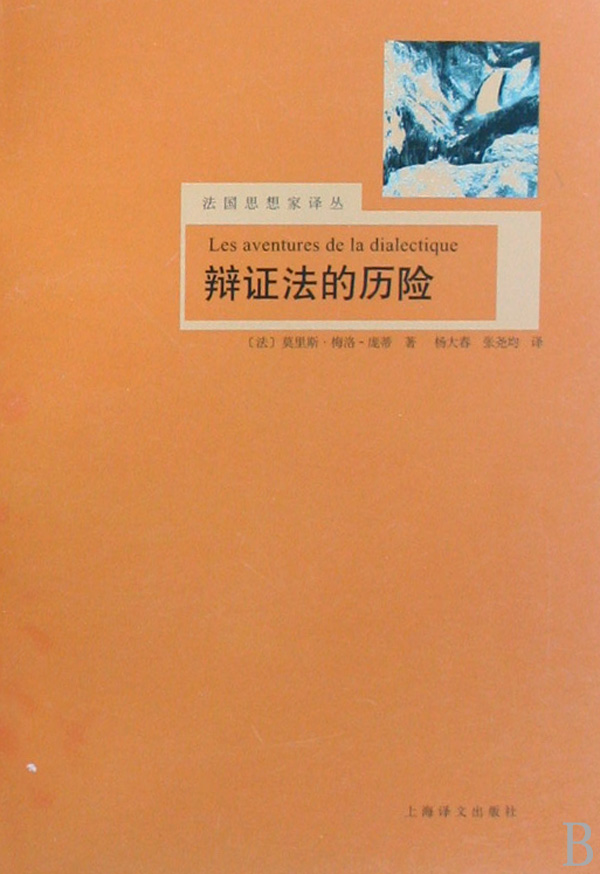 法国思想家译丛
Les aventures de la dialectique
辩证法的历险
〔法〕莫里斯·梅洛-庞蒂 著 杨大春 张尧均 译
上海译文出版社
B